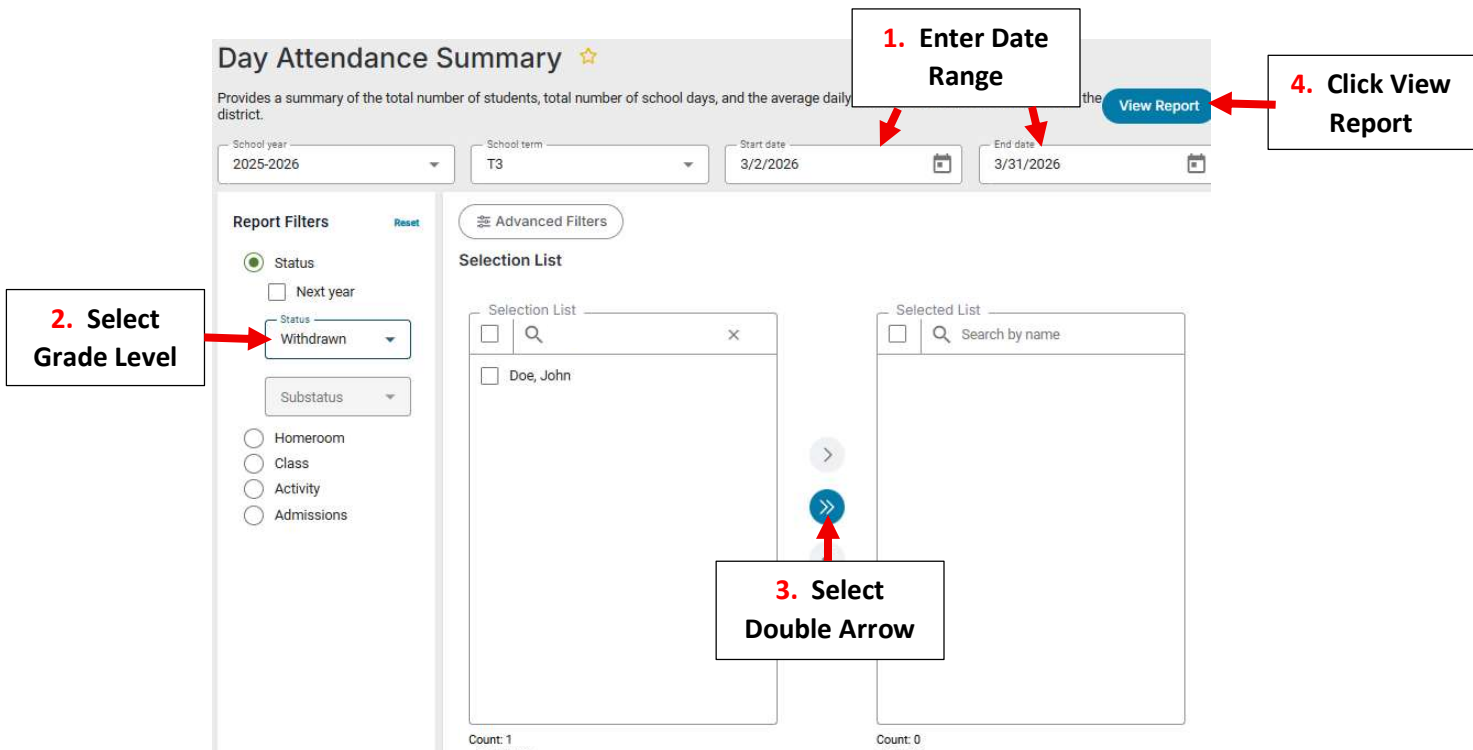 1. Enter Date
Range
Day Attendance Summary
4. Click View
Report
Provides a summary of the total number of students, total number of school days, and the average daily
the
district.
View Report
School year
2025-2026
School term
T3
Start date
3/2/2026
End date
3/31/2026
Report Filters
Reset
Advanced Filters
Status
Selection List
Next year
2. Select
Grade Level
Status
Withdrawn
Selection List
Selected List
Search by name
Doe, John
Substatus
Homeroom
Class
Activity
Admissions
3. Select
Double Arrow
Count: 1
Count: 0